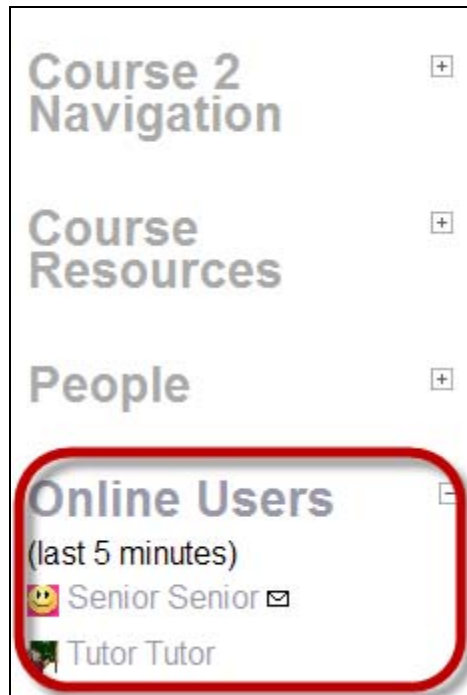 Course 2
Navigation
Course
Resources
People
Online Users
(last 5 minutes)
Senior Senior
Tutor Tutor